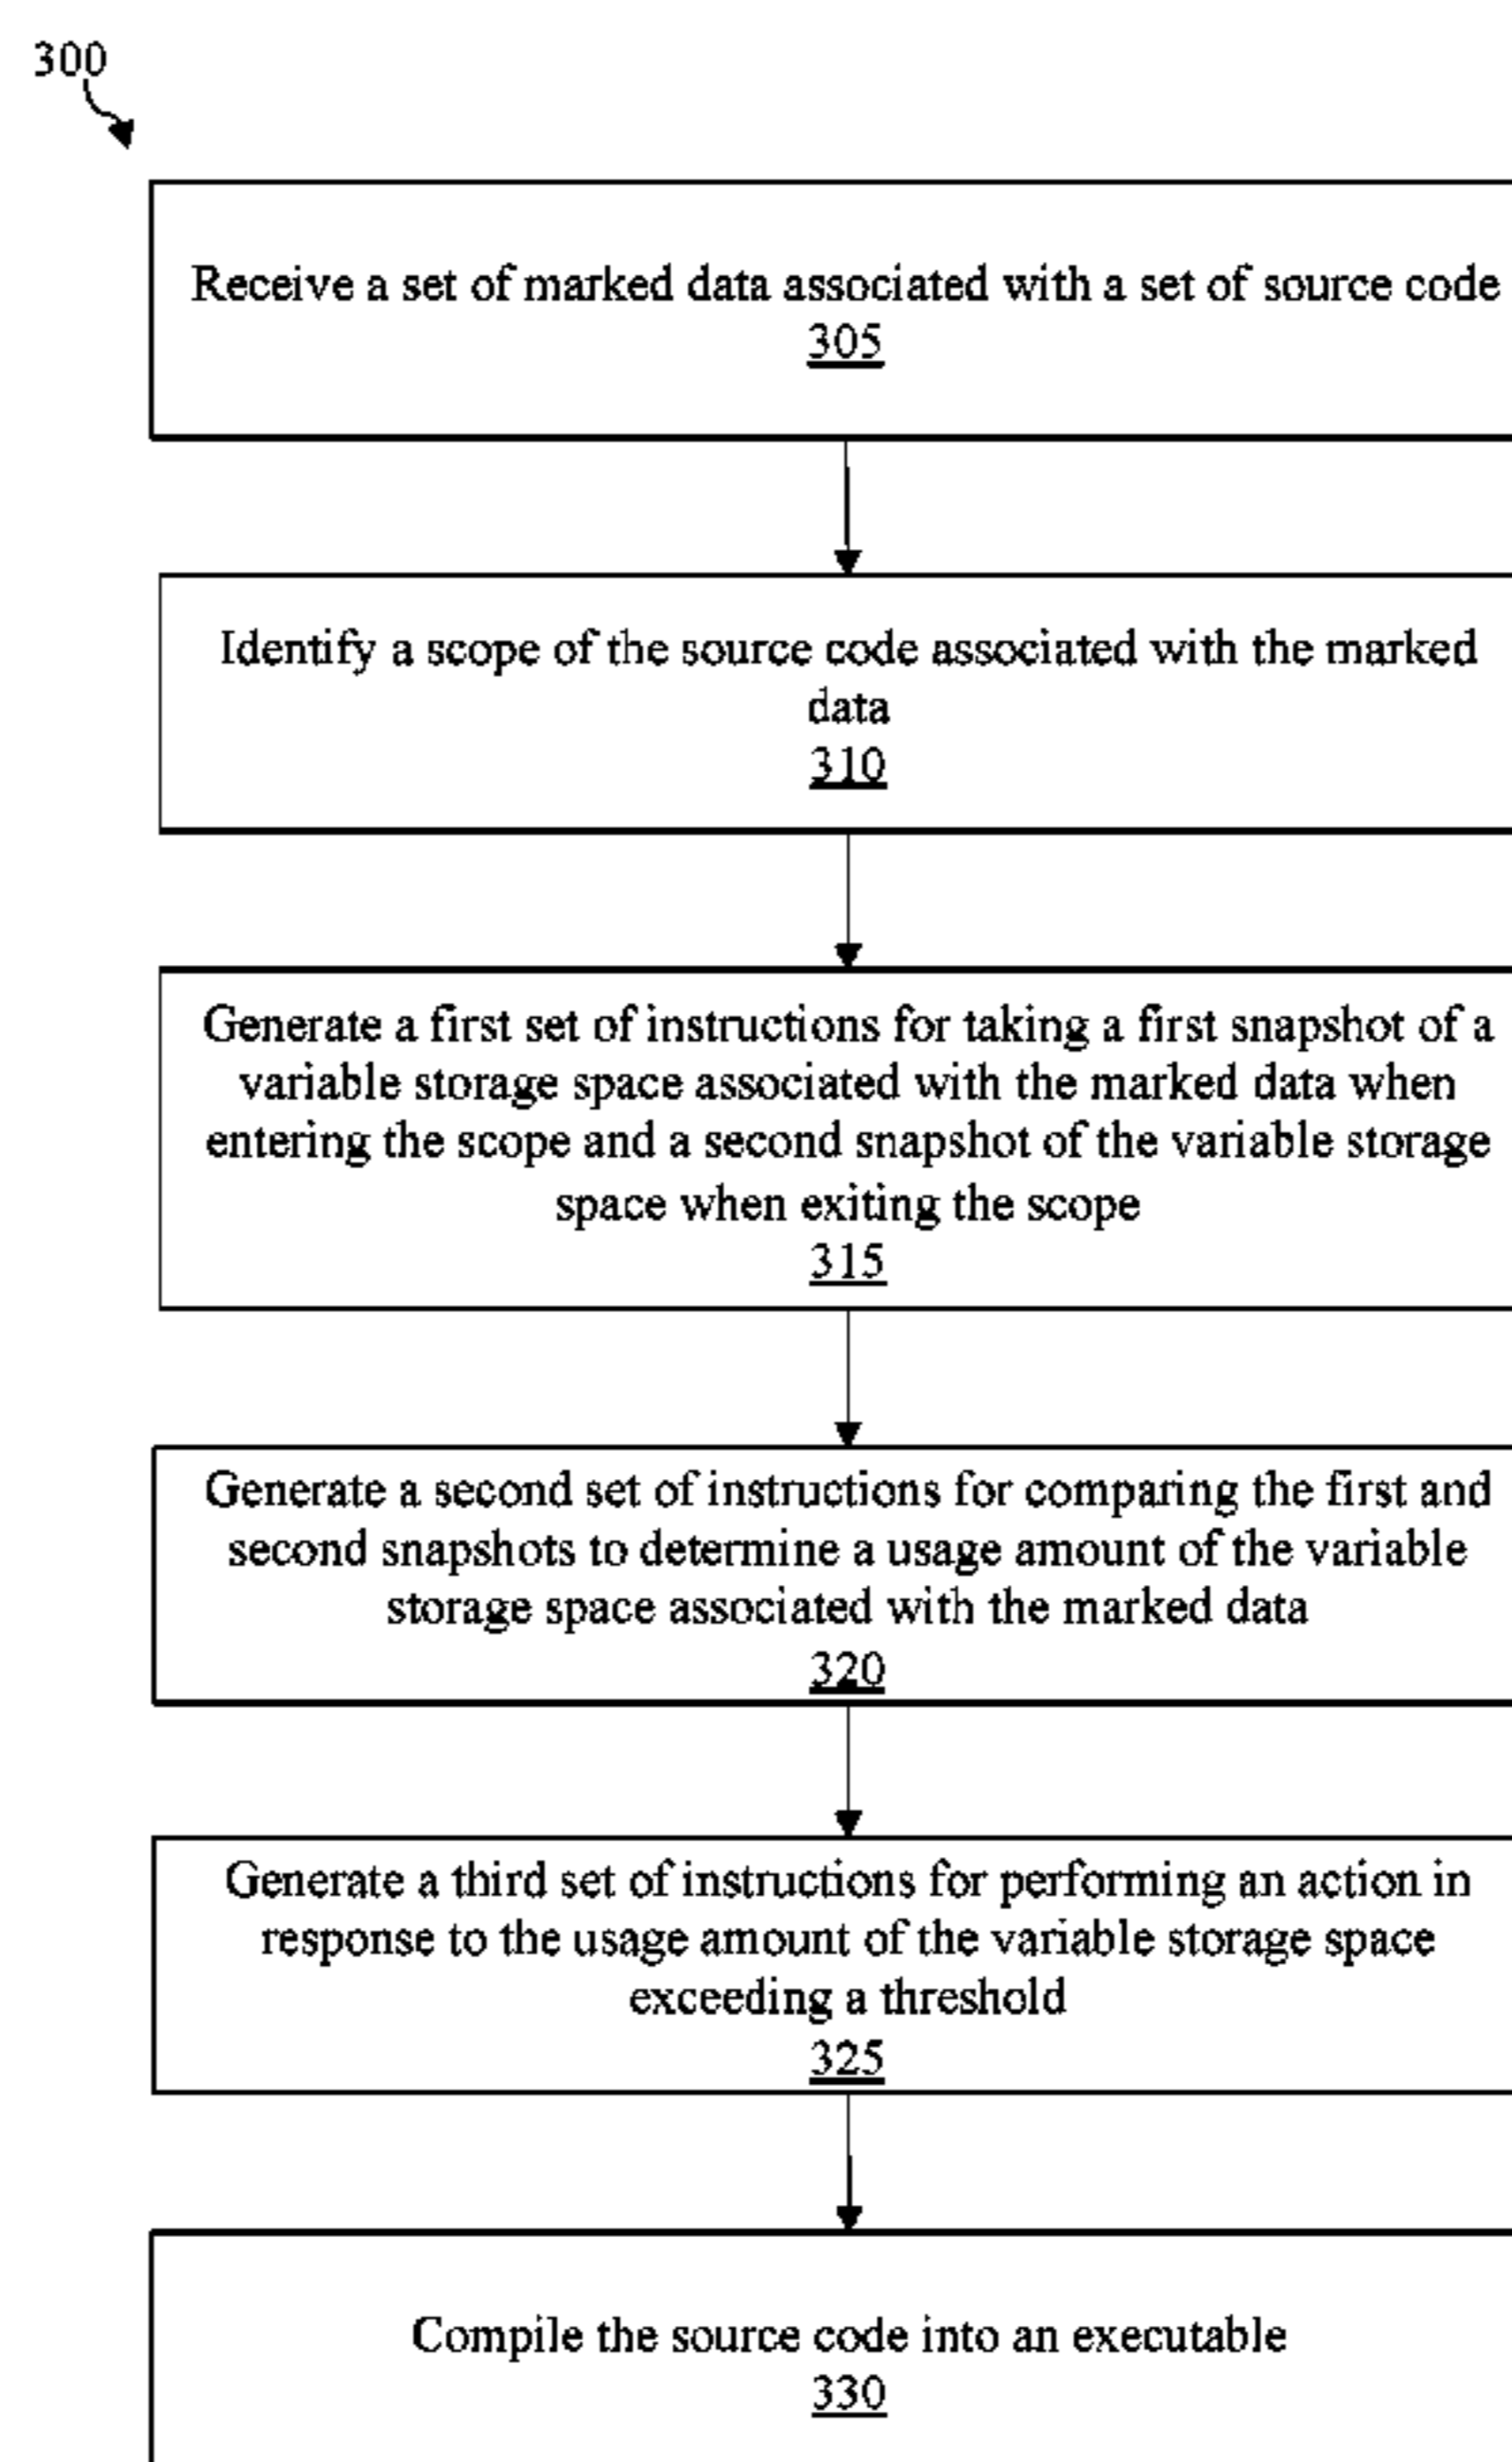 300
Receive a set of marked data associated with a set of source code
305
Identify a scope of the source code associated with the marked
data
310
Generate a first set of instructions for taking a first snapshot of a
variable storage space associated with the marked data when
entering the scope and a second snapshot of the variable storage
space when exiting the scope
315
Generate a second set of instructions for comparing the first and
second snapshots to determine a usage amount of the variable
storage space associated with the marked data
320
Generate a third set of instructions for performing an action in
response to the usage amount of the variable storage space
exceeding a threshold
325
Compile the source code into an executable
330